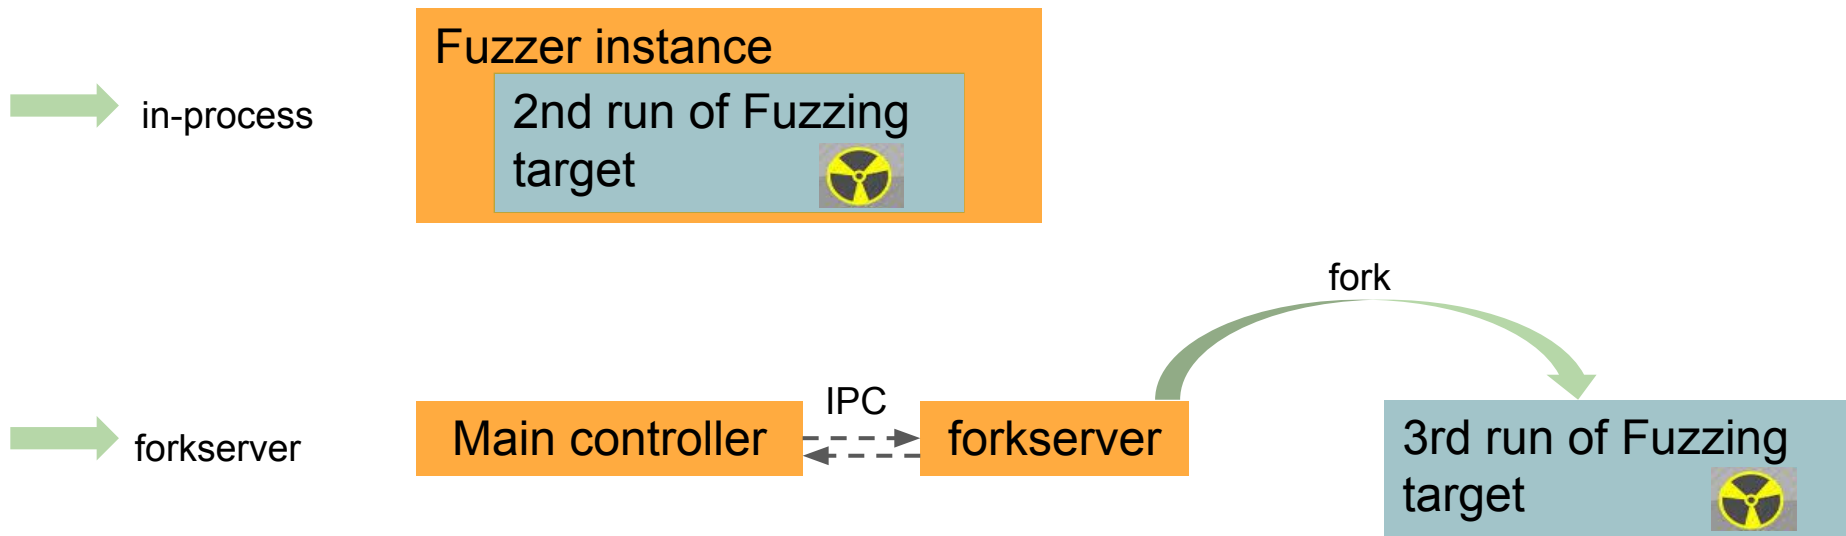 Fuzzer instance
in-process
2nd run of Fuzzing
target
fork
IPC
forkserver
Main controller
forkserver
3rd run of Fuzzing
target